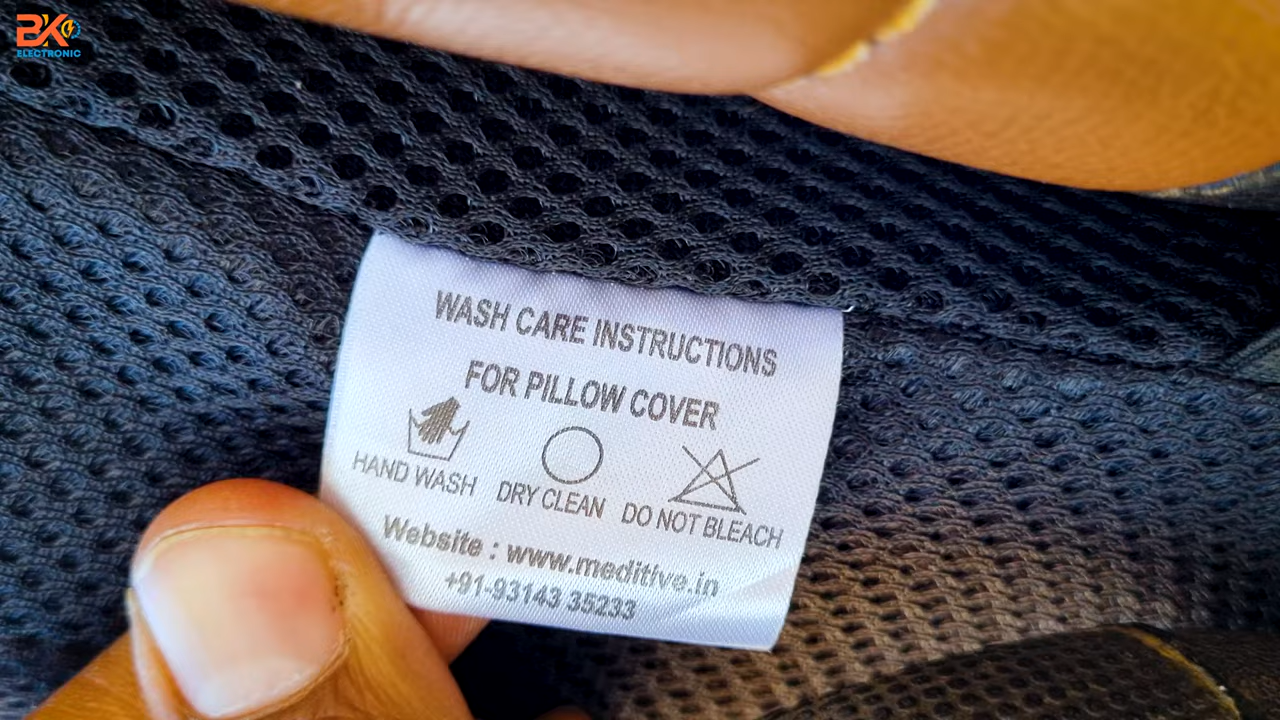 BK
ELECTRONIC
WASH CARE INSTRUCTIONS
FOR PILLOW COVER
HAND WASH DRY CLEAN DO NOT BLEACH
Website : www.meditive.in
+91-93143 35233